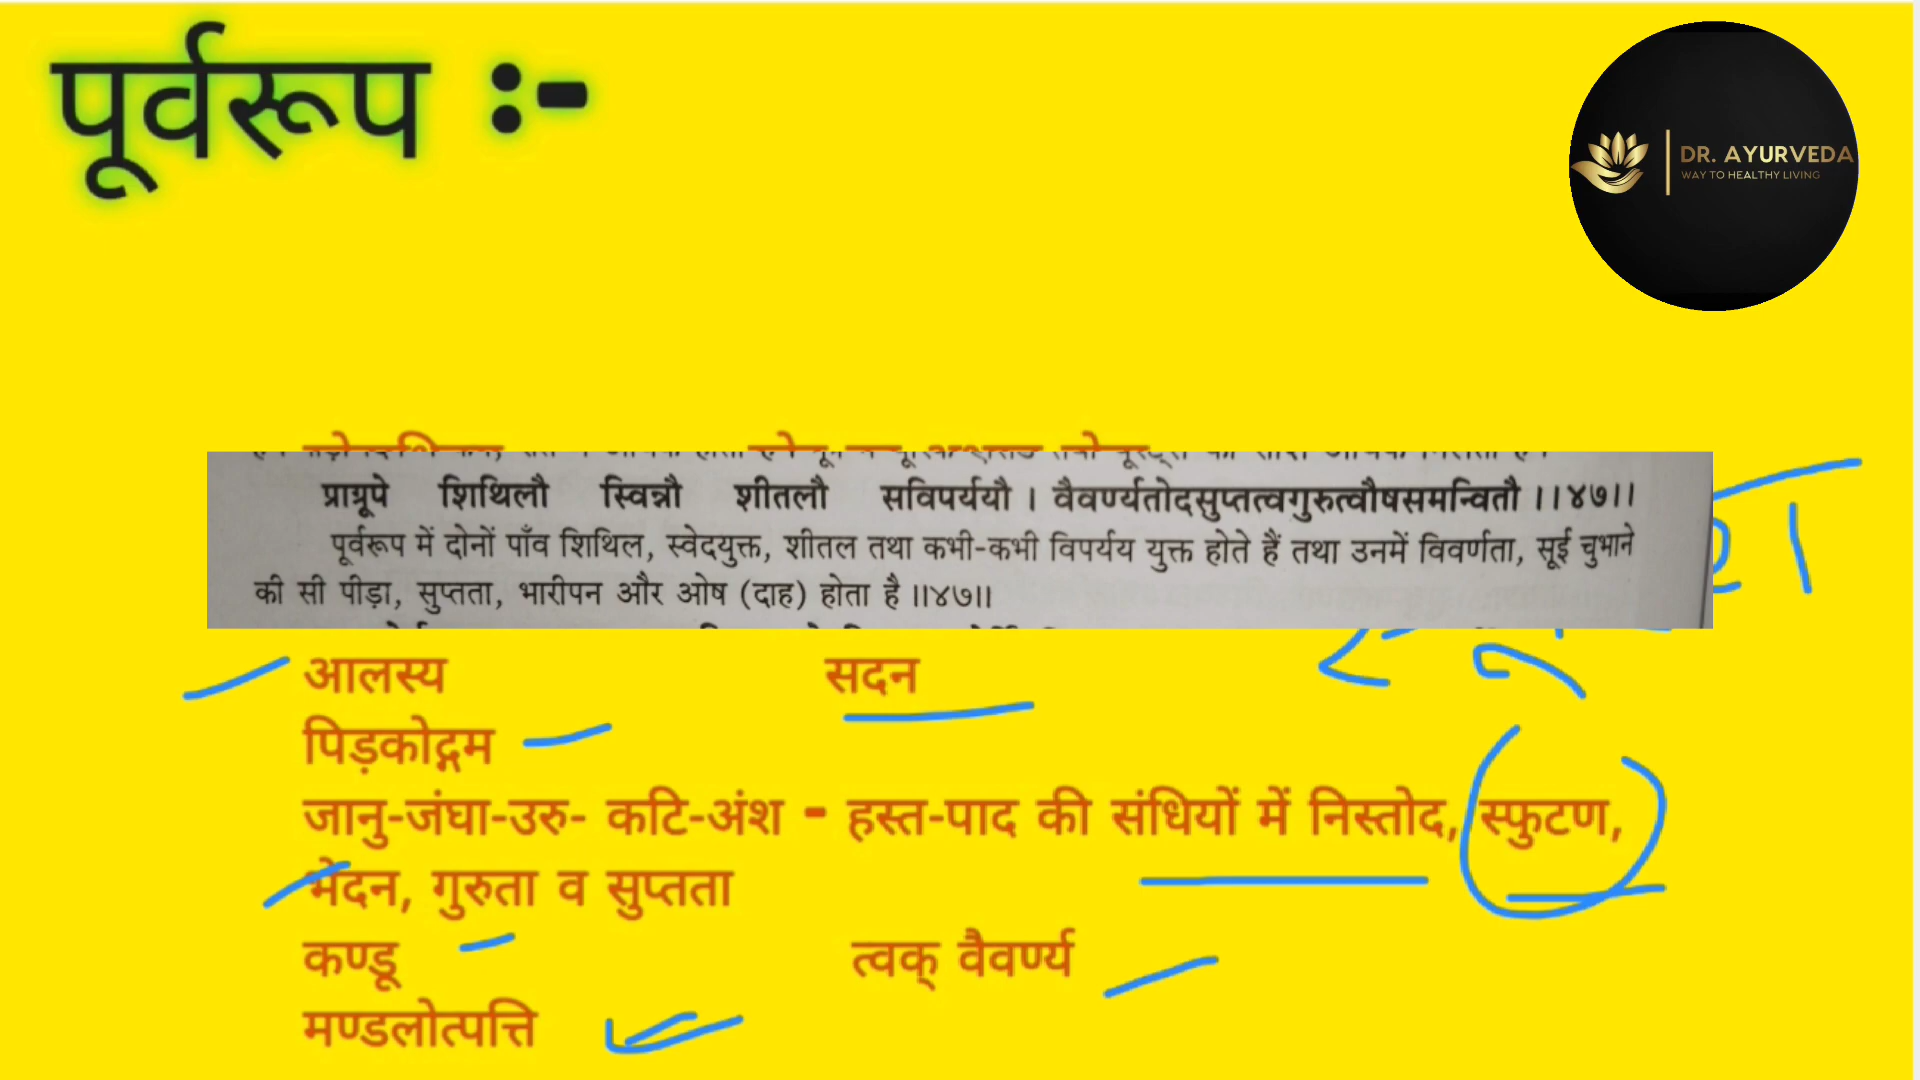 पूर्वरूप :-
DR. AYURVEDA
WAY TO HEALTHY LIVING
प्राग्रूपे शिथिलौ स्विन्नौ शीतलौ सविपर्ययौ । वैवर्ण्यतोदसुप्तत्वगुरुत्वौषसमन्वितौ ।।४७।।
पूर्वरूप में दोनों पाँव शिथिल, स्वेदयुक्त, शीतल तथा कभी-कभी विपर्यय युक्त होते हैं तथा उनमें विवर्णता, सूई चुभाने
की सी पीड़ा, सुप्तता, भारीपन और ओष (दाह) होता है ।।४७।।
आलस्य सदन
पिड़कोद्गम
जानु-जंघा-उरु- कटि-अंश - हस्त-पाद की संधियों में निस्तोद, स्फुटण,
भेदन, गुरुता व सुप्तता
कण्डू त्वक् वैवर्ण्य
मण्डलोत्पत्ति